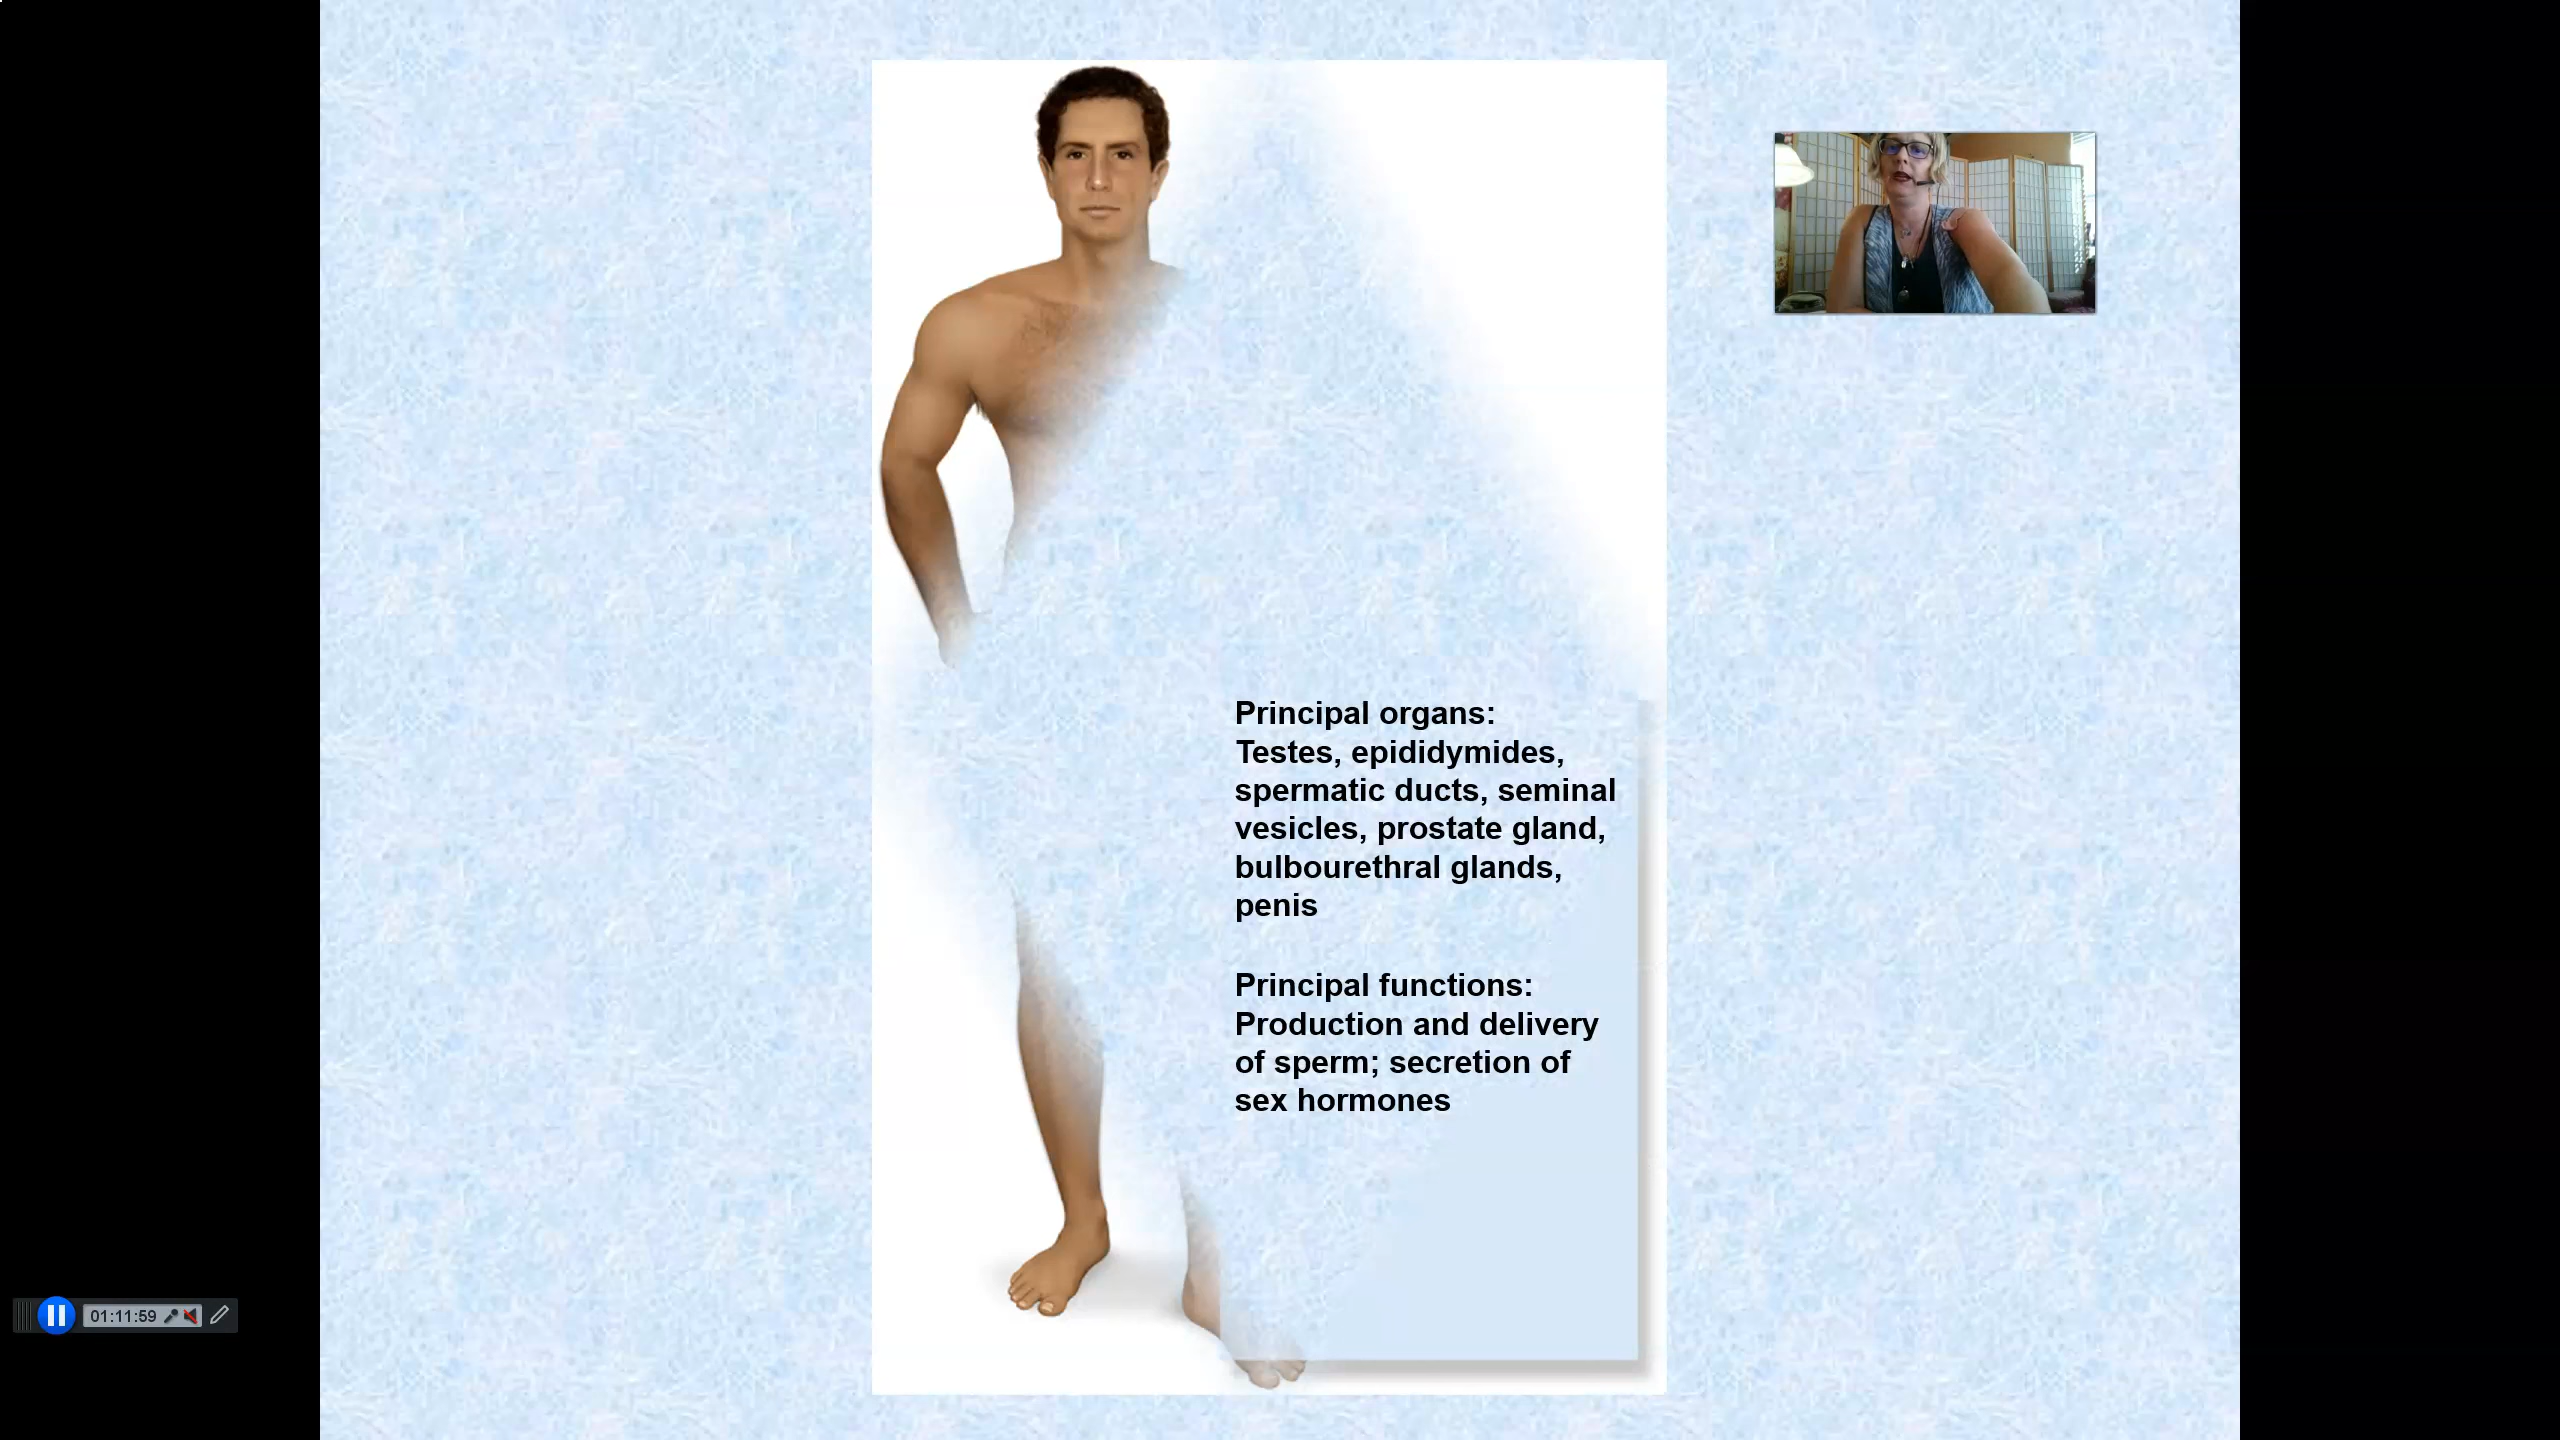 Principal organs:
Testes, epididymides,
spermatic ducts, seminal
vesicles, prostate gland,
bulbourethral glands,
penis
Principal functions:
Production and delivery
of sperm; secretion of
sex hormones
01:11:59